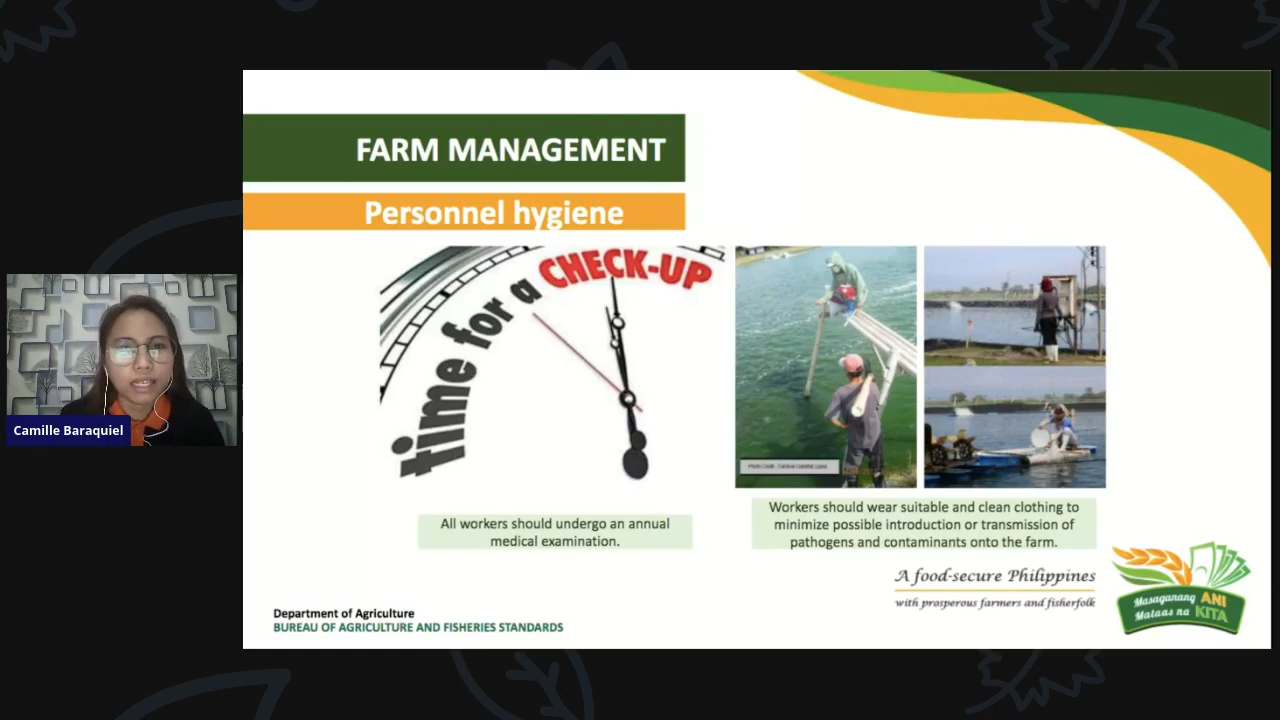 FARM MANAGEMENT
Personnel hygiene
time for a CHECK-UP
Camille Baraquiel
All workers should undergo an annual
medical examination.
Workers should wear suitable and clean clothing to
minimize possible introduction or transmission of
pathogens and contaminants onto the farm.
A food-secure Philippines
with prosperous farmers and fisherfolk
Masaganang ANI
Mataas na KITA
Department of Agriculture
BUREAU OF AGRICULTURE AND FISHERIES STANDARDS